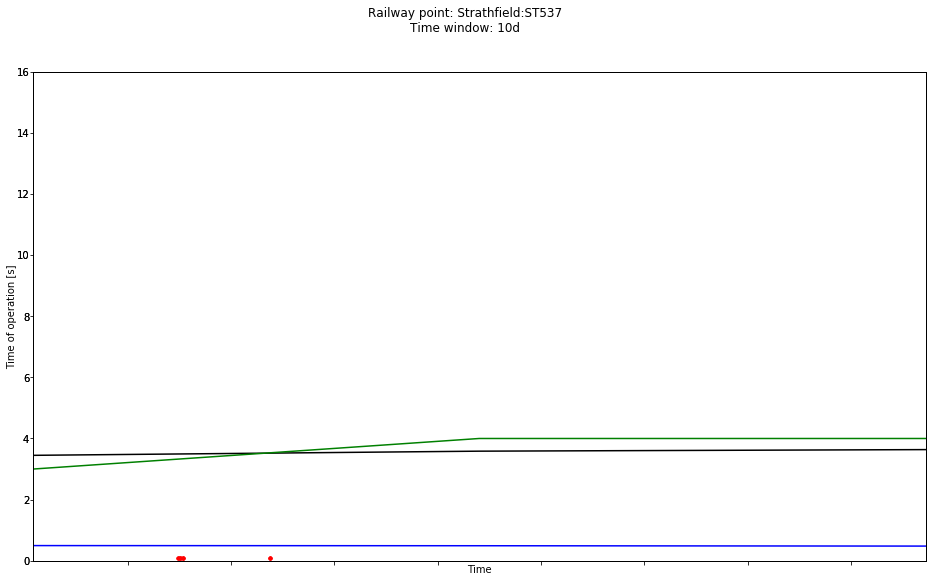 Railway point: Strathfield:ST537
Time window: 10d
16
14
12
10
8
6
4
2
0
Time of operation [s]
Time